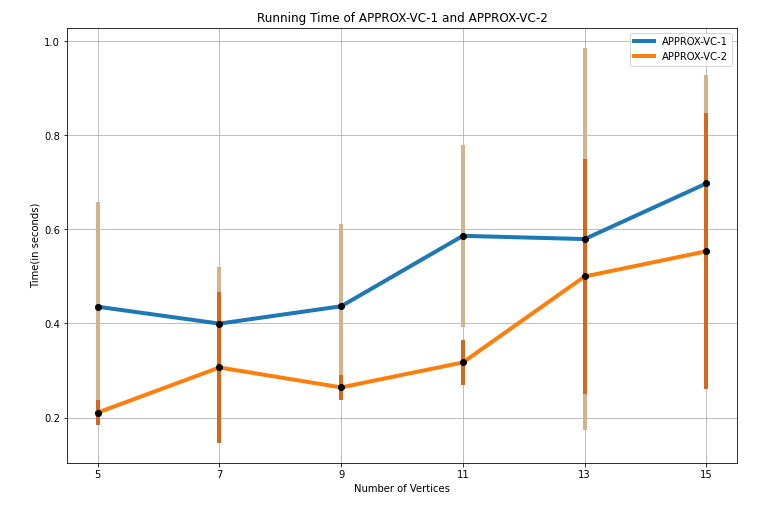 Running Time of APPROX-VC-1 and APPROX-VC-2
APPROX-VC-1
APPROX-VC-2
1.0
0.8
0.6
0.4
0.2
Time(in seconds)
5 7 9 11 13 15
Number of Vertices